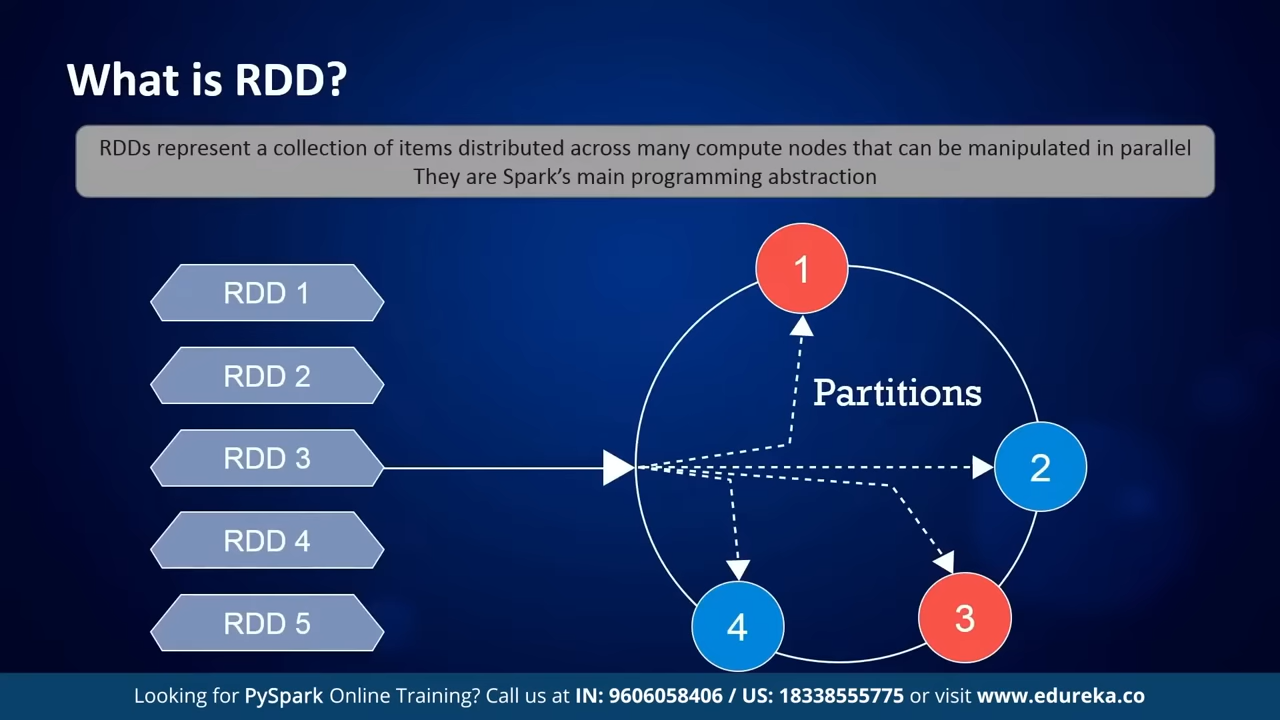 What is RDD?
RDDs represent a collection of items distributed across many compute nodes that can be manipulated in parallel
They are Spark’s main programming abstraction
RDD 1
RDD 2
RDD 3
RDD 4
RDD 5
1
Partitions
2
3
4
Looking for PySpark Online Training? Call us at IN: 9606058406 / US: 18338555775 or visit www.edureka.co